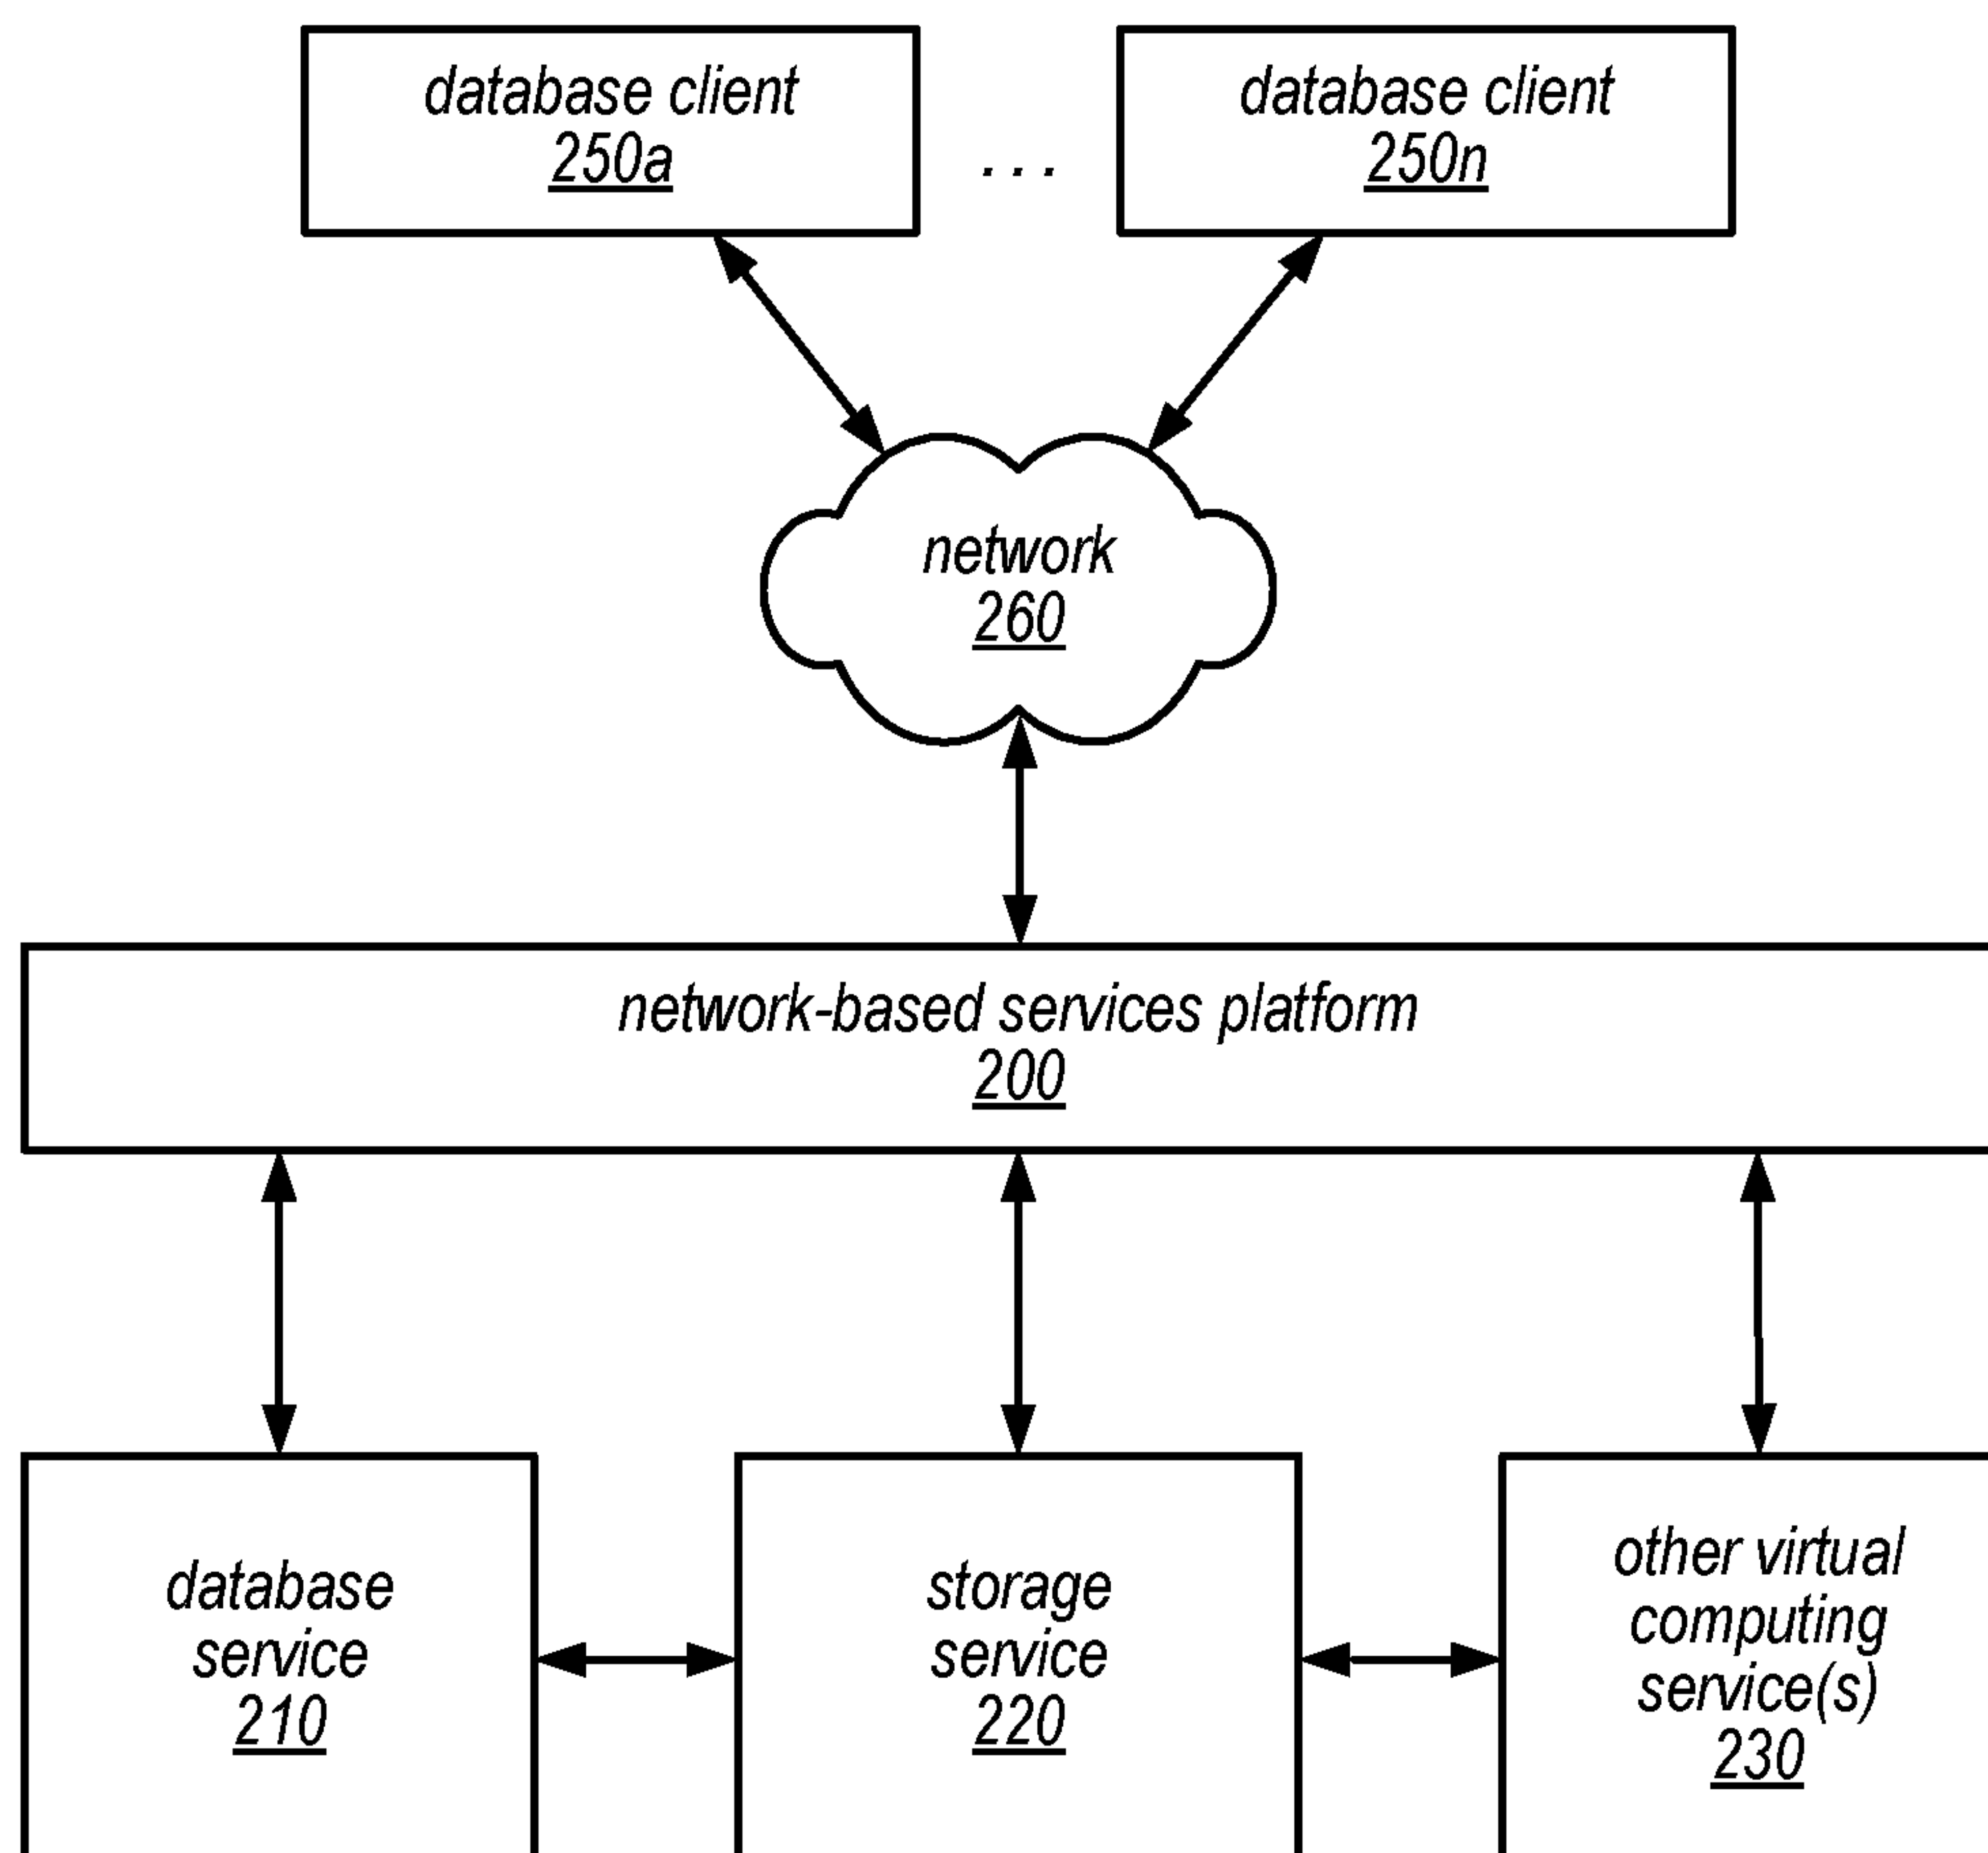 database client
250a
. . .
database client
250n
network
260
network-based services platform
200
database
service
210
storage
service
220
other virtual
computing
service(s)
230